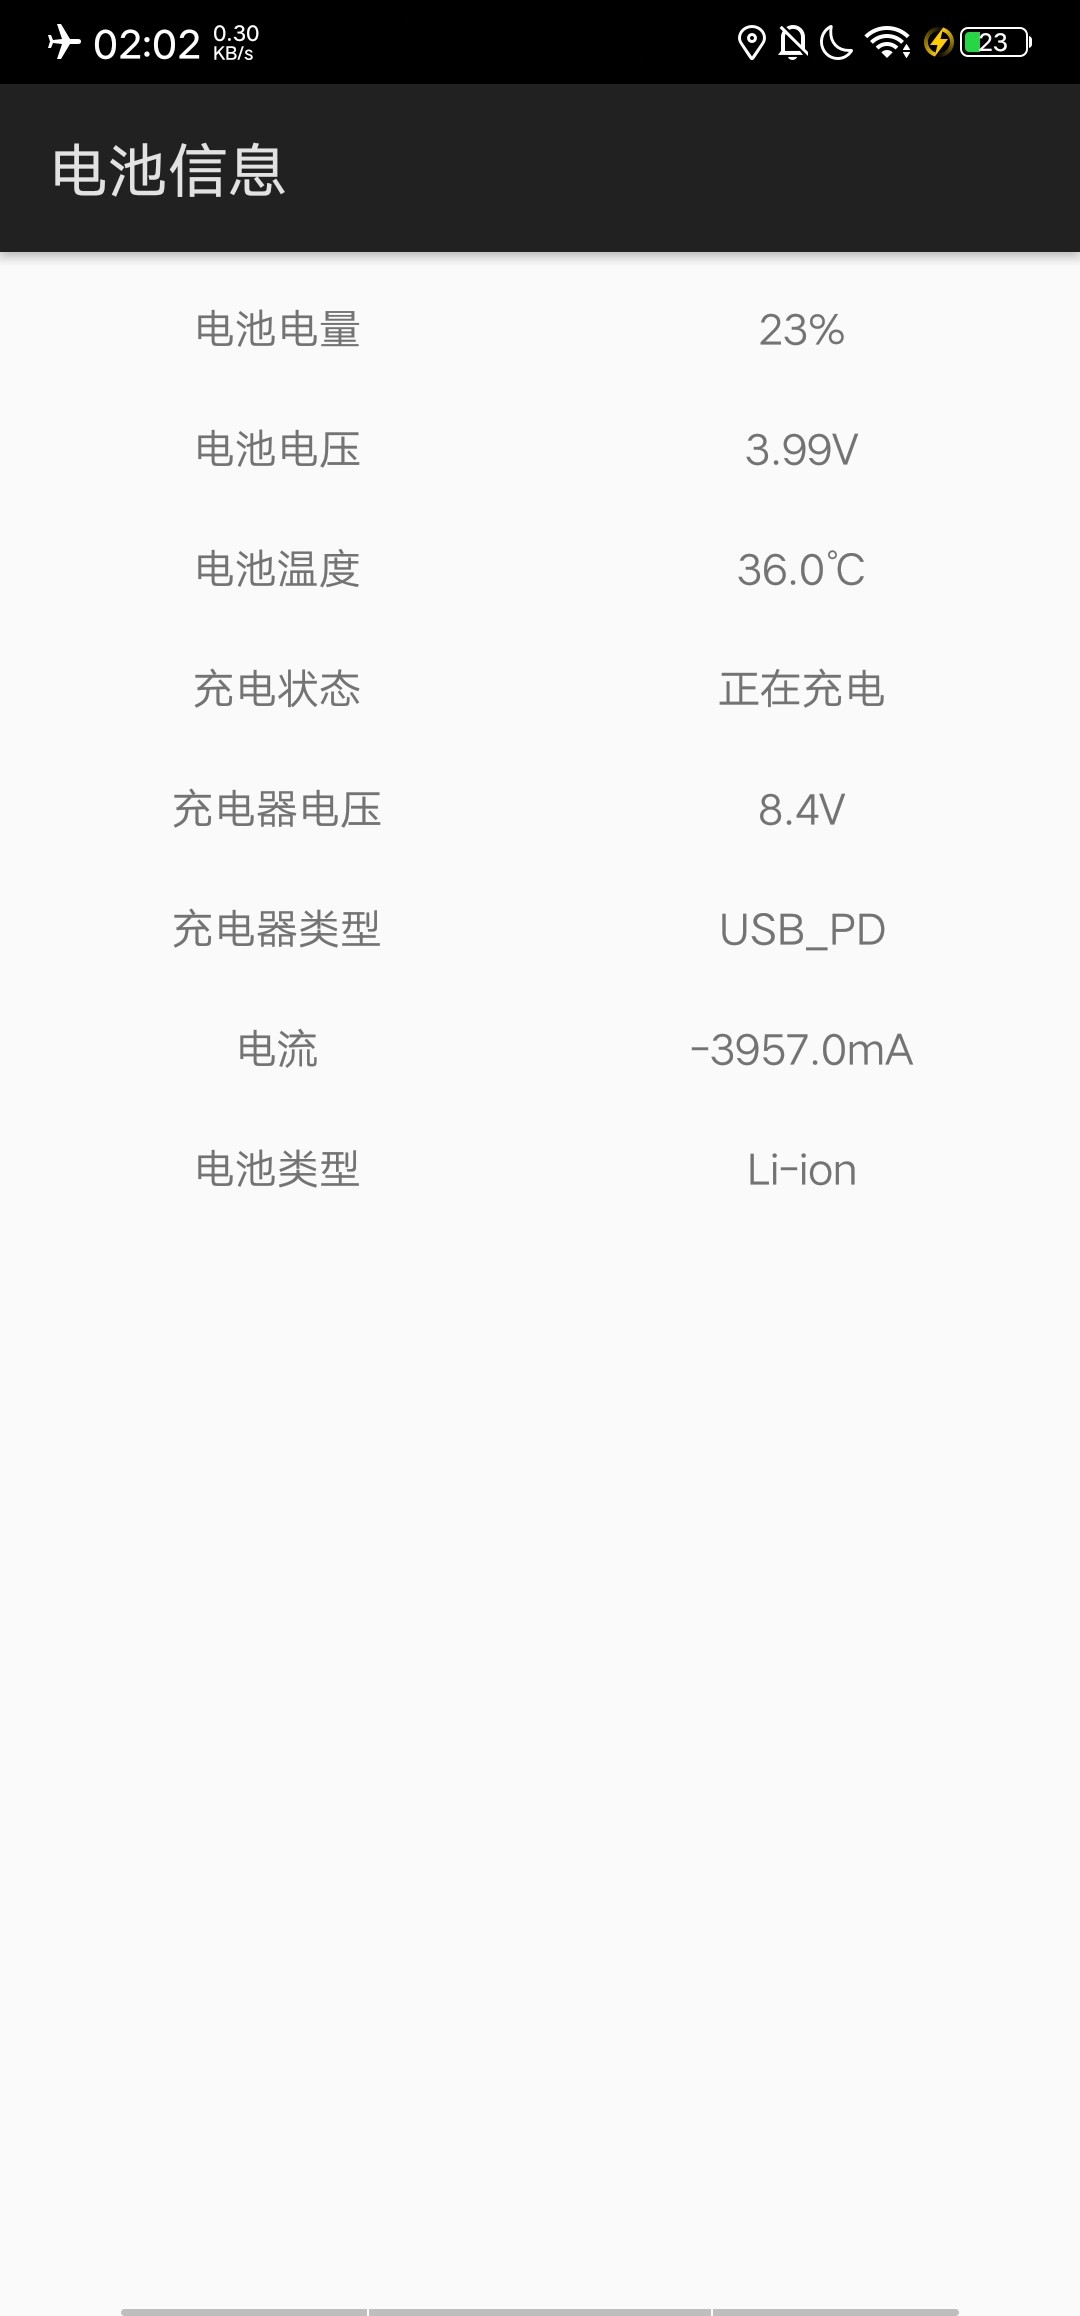 02:02 0.30 KB/s 23
电池信息
电池电量 23%
电池电压 3.99V
电池温度 36.0℃
充电状态 正在充电
充电器电压 8.4V
充电器类型 USB_PD
电流 -3957.0mA
电池类型 Li-ion